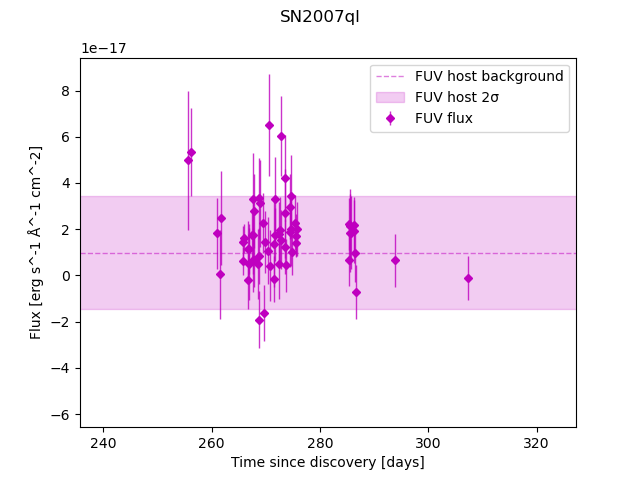 SN2007ql
1e−17
FUV host background
FUV host 2σ
FUV flux
8
6
4
2
0
−2
−4
−6
Flux [erg s^-1 Å^-1 cm^-2]
240 260 280 300 320
Time since discovery [days]